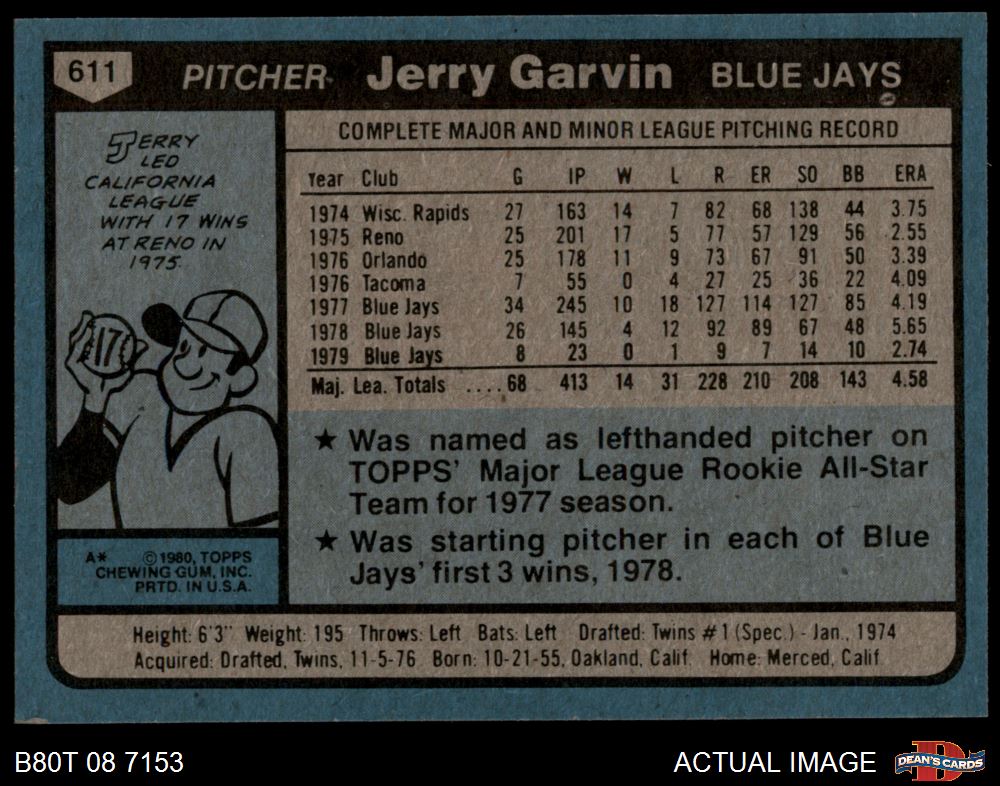 611 PITCHER Jerry Garvin BLUE JAYS
JERRY
LED
CALIFORNIA
LEAGUE
WITH 17 WINS
AT RENO IN
1975.
17
A* ©1980, TOPPS
CHEWING GUM, INC.
PRTD. IN U.S.A.
COMPLETE MAJOR AND MINOR LEAGUE PITCHING RECORD
Year Club G IP W L R ER SO BB ERA
1974 Wisc. Rapids 27 163 14 7 82 68 138 44 3.75
1975 Reno 25 201 17 5 77 57 129 56 2.55
1976 Orlando 25 178 11 9 73 67 91 50 3.39
1976 Tacoma 7 55 0 4 27 25 36 22 4.09
1977 Blue Jays 34 245 10 18 127 114 127 85 4.19
1978 Blue Jays 26 145 4 12 92 89 67 48 5.65
1979 Blue Jays 8 23 0 1 9 7 14 10 2.74
Maj. Lea. Totals ....68 413 14 31 228 210 208 143 4.58
★ Was named as lefthanded pitcher on
TOPPS' Major League Rookie All-Star
Team for 1977 season.
★ Was starting pitcher in each of Blue
Jays' first 3 wins, 1978.
Height: 6'3" Weight: 195 Throws: Left Bats: Left Drafted: Twins #1 (Spec.) - Jan., 1974
Acquired: Drafted, Twins, 11-5-76 Born: 10-21-55, Oakland, Calif. Home: Merced, Calif.
B80T 08 7153 ACTUAL IMAGE DEAN'S CARDS